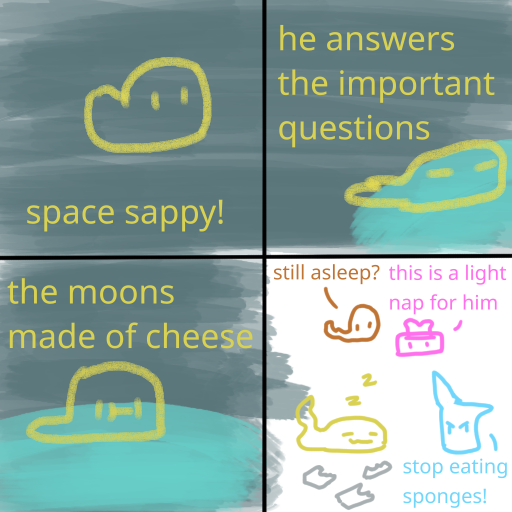 space sappy!
he answers
the important
questions
the moons
made of cheese
still asleep?
this is a light
nap for him
z
z
z
stop eating
sponges!